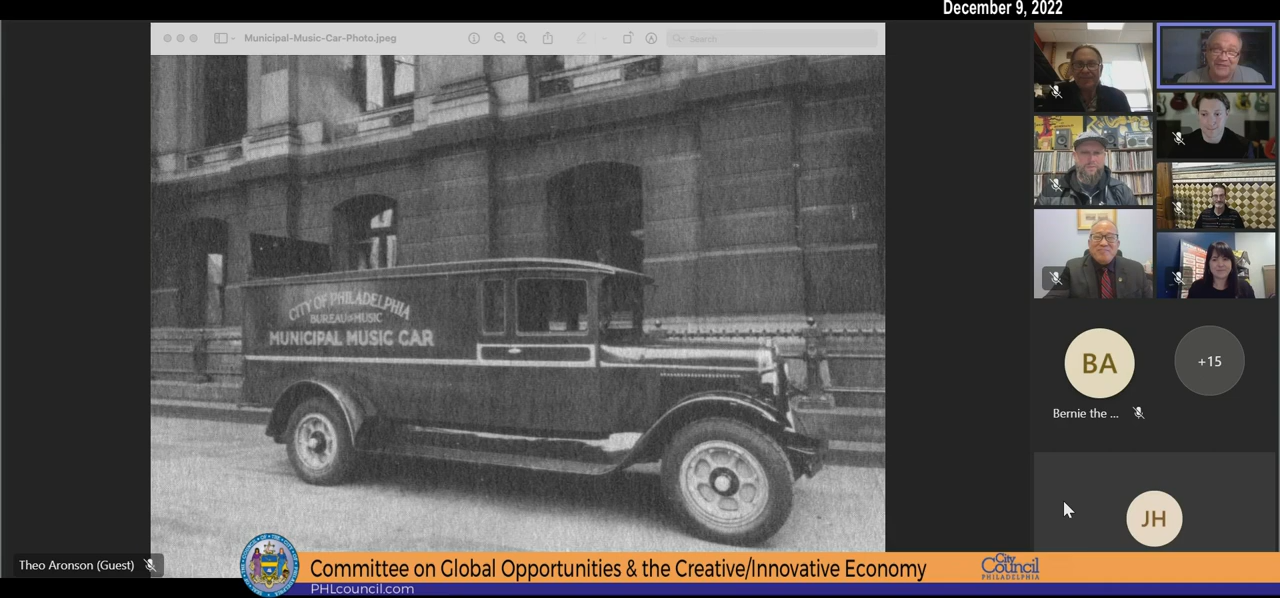 December 9, 2022
Municipal-Music-Car-Photo.jpeg
Search
CITY OF PHILADELPHIA
BUREAU OF MUSIC
MUNICIPAL MUSIC CAR
BA
+15
Bernie the ...
JH
Theo Aronson (Guest)
Committee on Global Opportunities & the Creative/Innovative Economy
City
Council
PHILADELPHIA
PHLcouncil.com